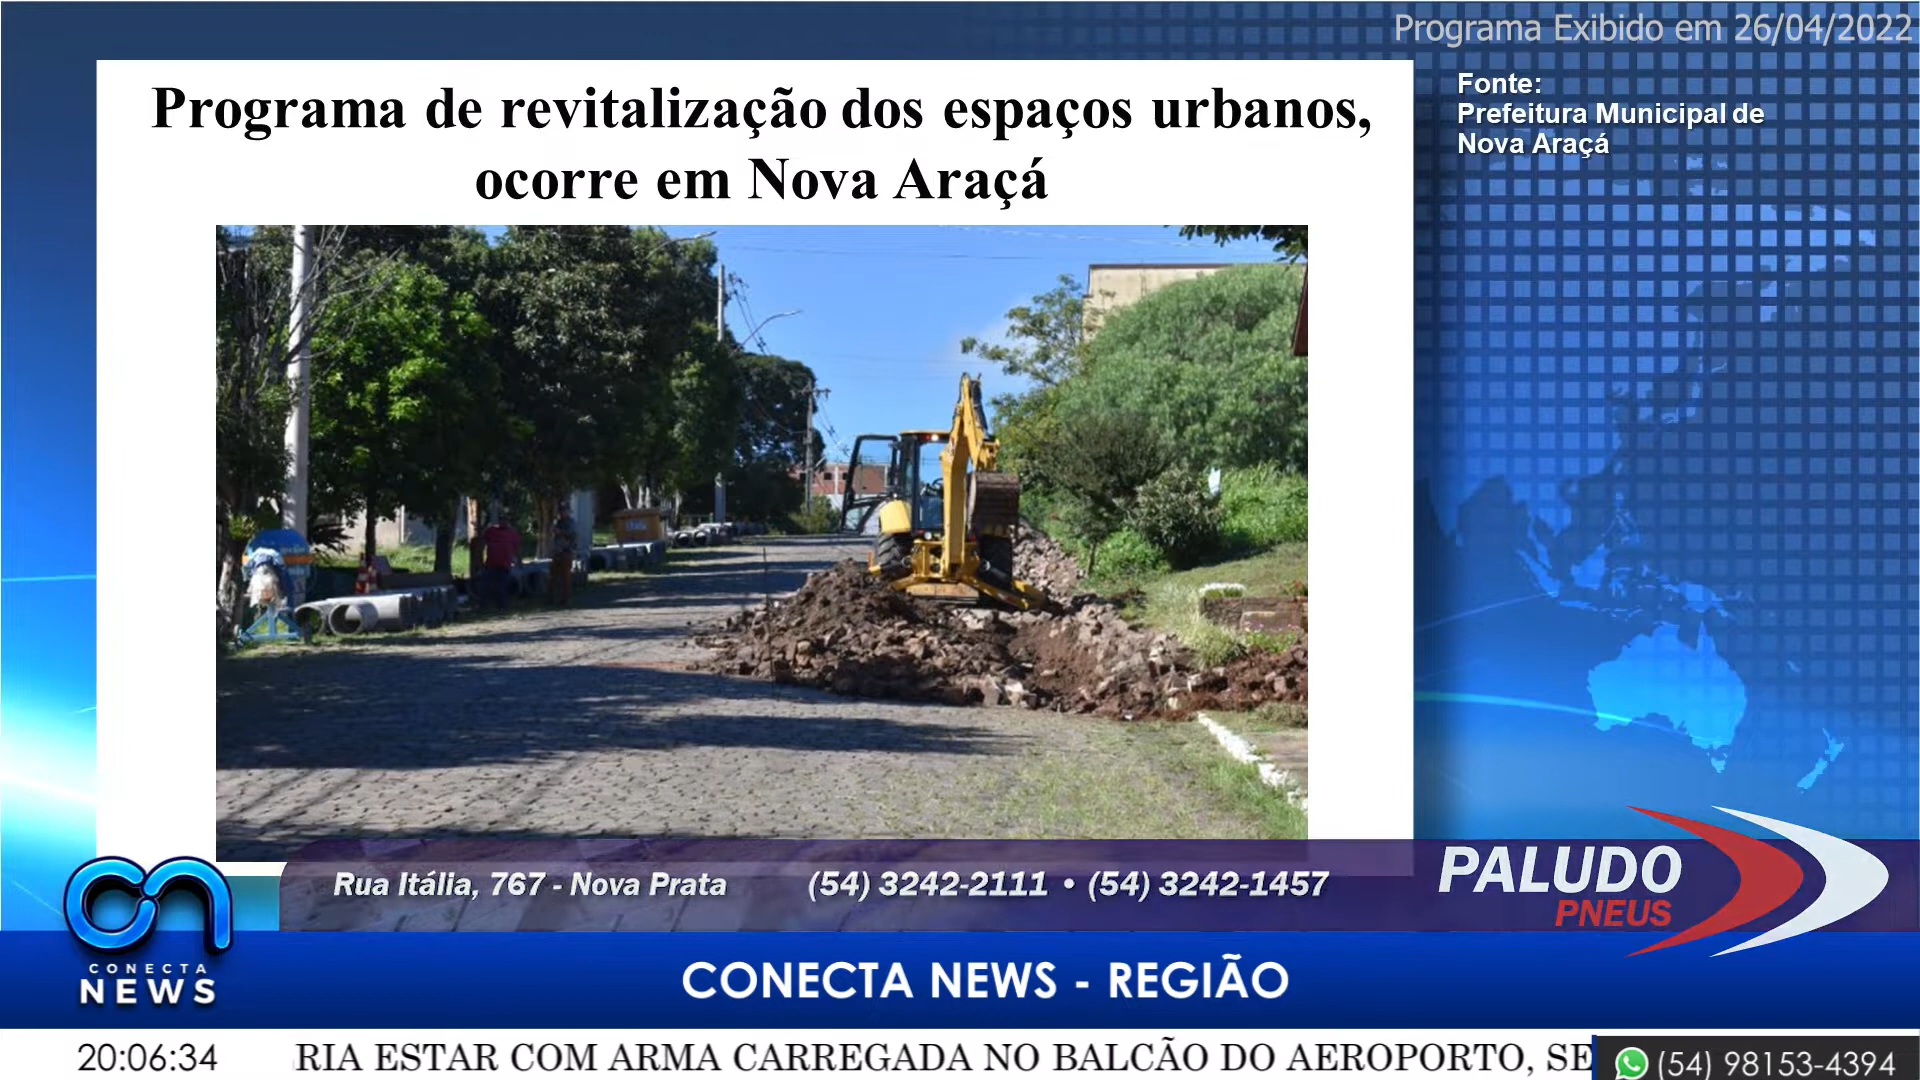 Programa Exibido em 26/04/2022
Programa de revitalização dos espaços urbanos,
ocorre em Nova Araçá
Fonte:
Prefeitura Municipal de
Nova Araçá
Rua Itália, 767 - Nova Prata
(54) 3242-2111 • (54) 3242-1457
PALUDO
PNEUS
CONECTA
NEWS
CONECTA NEWS - REGIÃO
20:06:34
RIA ESTAR COM ARMA CARREGADA NO BALCÃO DO AEROPORTO, SE
(54) 98153-4394